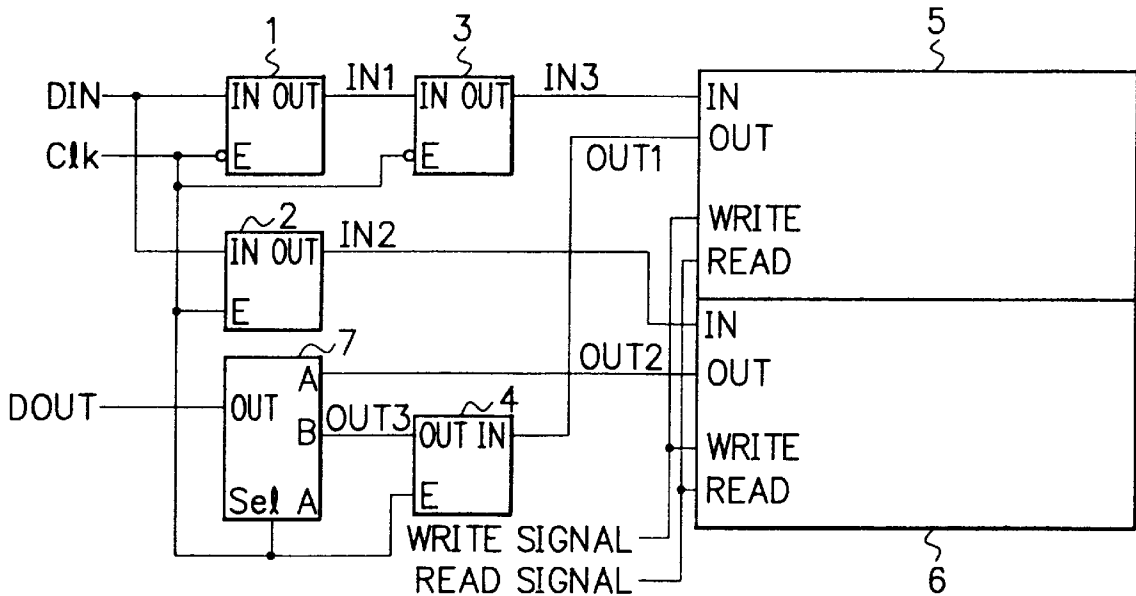 1 3 5
DIN IN OUT IN1 IN OUT IN3 IN
OUT
Clk E E OUT1
2 WRITE
IN OUT IN2 READ
E IN
7 OUT2 OUT
A
DOUT OUT OUT3 4
B OUT IN WRITE
Sel A E READ
WRITE SIGNAL
READ SIGNAL 6